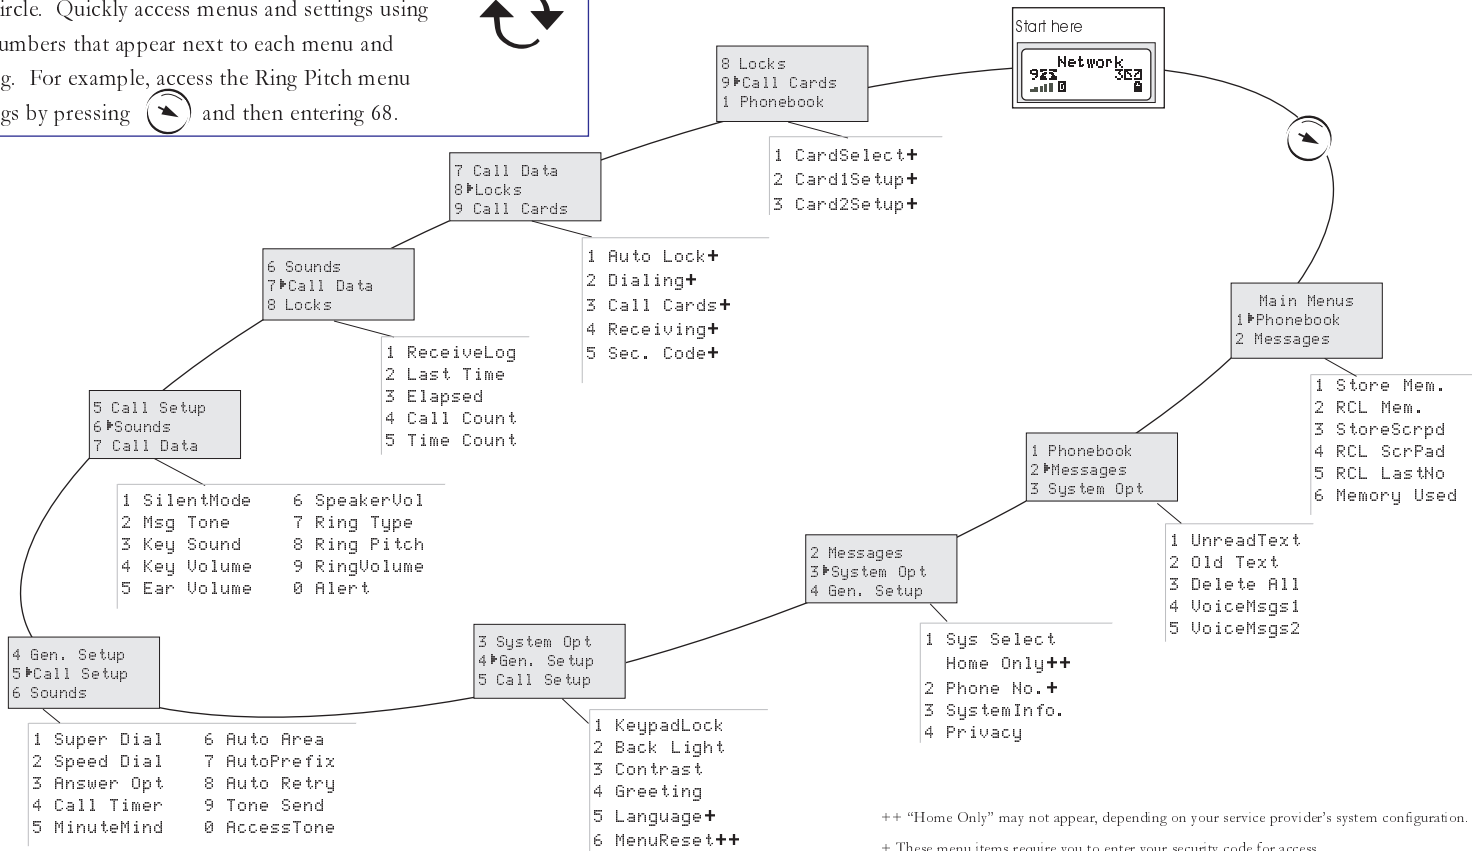 ircle. Quickly access menus and settings using
umbers that appear next to each menu and
g. For example, access the Ring Pitch menu
gs by pressing and then entering 68.
Start here
Network
8 Locks
9 Call Cards
1 Phonebook
1 CardSelect+
2 Card1Setup+
3 Card2Setup+
7 Call Data
8 Locks
9 Call Cards
1 Auto Lock+
2 Dialing+
3 Call Cards+
4 Receiving+
5 Sec. Code+
6 Sounds
7 Call Data
8 Locks
1 ReceiveLog
2 Last Time
3 Elapsed
4 Call Count
5 Time Count
Main Menus
1 Phonebook
2 Messages
1 Store Mem.
2 RCL Mem.
3 StoreScrpd
4 RCL ScrPad
5 RCL LastNo
6 Memory Used
5 Call Setup
6 Sounds
7 Call Data
1 SilentMode 6 SpeakerVol
2 Msg Tone 7 Ring Type
3 Key Sound 8 Ring Pitch
4 Key Volume 9 RingVolume
5 Ear Volume 0 Alert
1 Phonebook
2 Messages
3 System Opt
1 UnreadText
2 Old Text
3 Delete All
4 VoiceMsgs1
5 VoiceMsgs2
2 Messages
3 System Opt
4 Gen. Setup
1 Sys Select
Home Only++
2 Phone No.+
3 SystemInfo.
4 Privacy
3 System Opt
4 Gen. Setup
5 Call Setup
1 KeypadLock
2 Back Light
3 Contrast
4 Greeting
5 Language+
6 MenuReset++
4 Gen. Setup
5 Call Setup
6 Sounds
1 Super Dial 6 Auto Area
2 Speed Dial 7 AutoPrefix
3 Answer Opt 8 Auto Retry
4 Call Timer 9 Tone Send
5 MinuteMind 0 AccessTone
++ “Home Only” may not appear, depending on your service provider’s system configuration.
+ These menu items require you to enter your security code for access